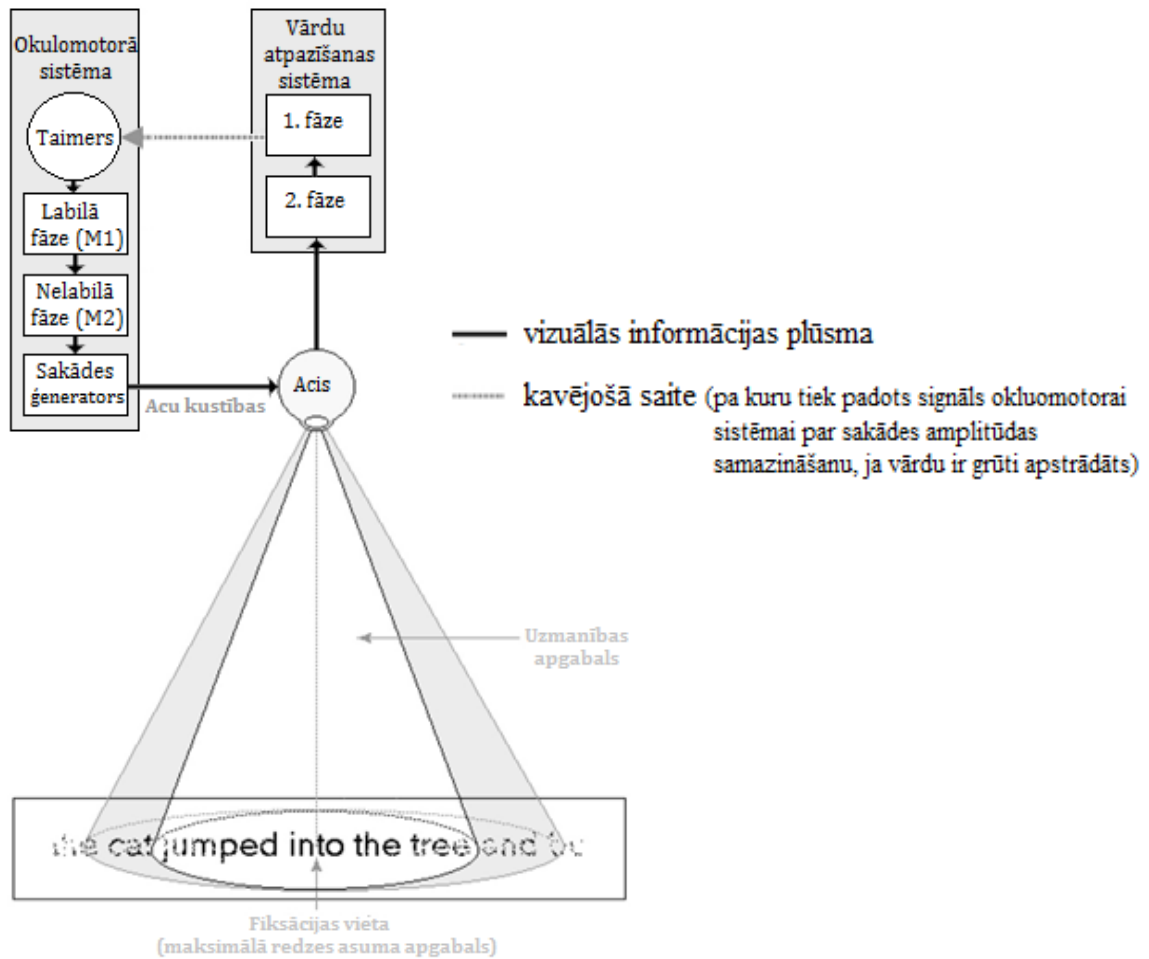 Okulomotorā
sistēma
Taimers
Labilā
fāze (M1)
Nelabilā
fāze (M2)
Sakādes
ģenerators
Vārdu
atpazīšanas
sistēma
1. fāze
2. fāze
Acu kustības
Acis
vizuālās informācijas plūsma
kavējošā saite (pa kuru tiek padots signāls okluomotorai
sistēmai par sakādes amplitūdas
samazināšanu, ja vārdu ir grūti apstrādāts)
Uzmanības
apgabals
the cat jumped into the tree and bu
Fiksācijas vieta
(maksimālā redzes asuma apgabals)